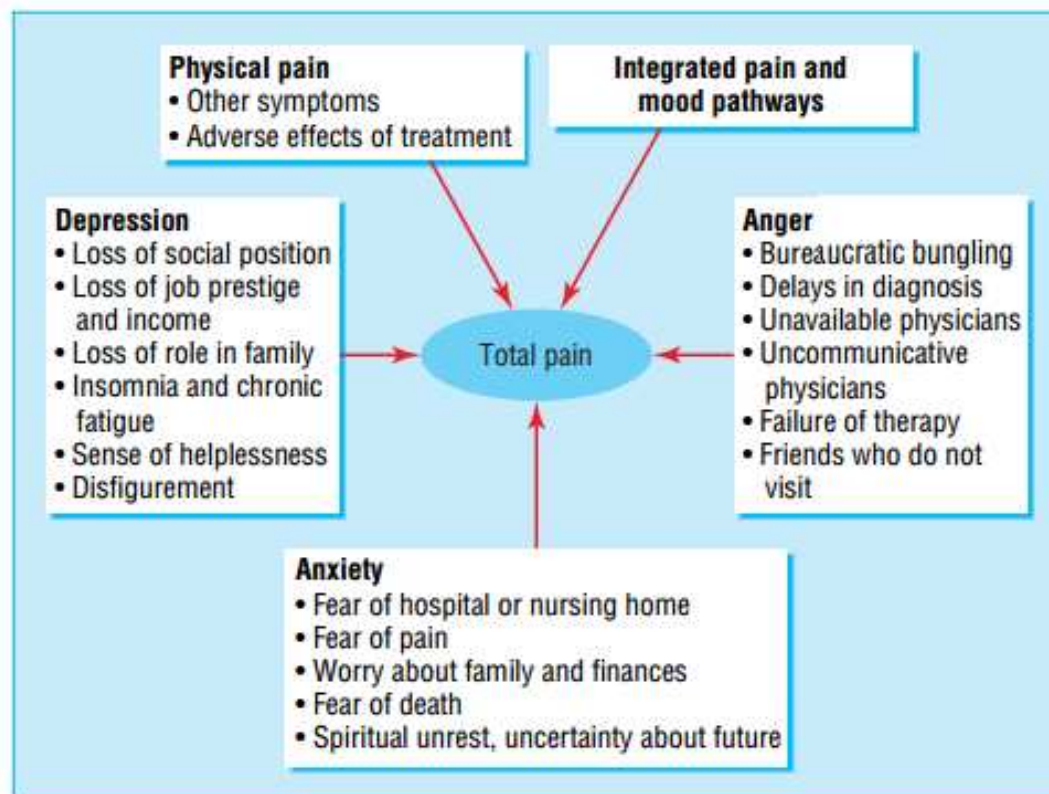 Physical pain
• Other symptoms
• Adverse effects of treatment
Integrated pain and
mood pathways
Depression
• Loss of social position
• Loss of job prestige
and income
• Loss of role in family
• Insomnia and chronic
fatigue
• Sense of helplessness
• Disfigurement
Total pain
Anger
• Bureaucratic bungling
• Delays in diagnosis
• Unavailable physicians
• Uncommunicative
physicians
• Failure of therapy
• Friends who do not
visit
Anxiety
• Fear of hospital or nursing home
• Fear of pain
• Worry about family and finances
• Fear of death
• Spiritual unrest, uncertainty about future